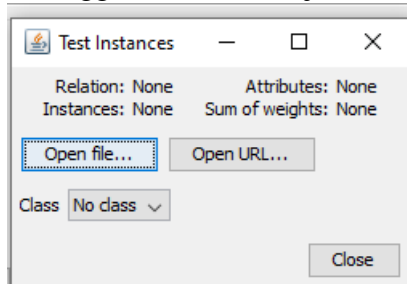 Test Instances
Relation: None Attributes: None
Instances: None Sum of weights: None
Open file... Open URL...
Class No class
Close